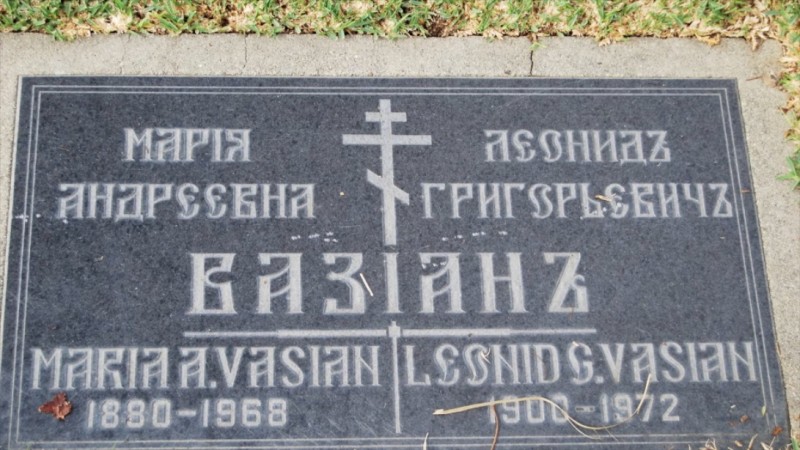 МАРІЯ
АНДРЕЕВНА
ЛЕОНИДЪ
ГРИГОРЬЕВИЧЪ
ВАЗІАНЪ
MARIA A. VASIAN
1880-1968
LEONID G. VASIAN
1900-1972